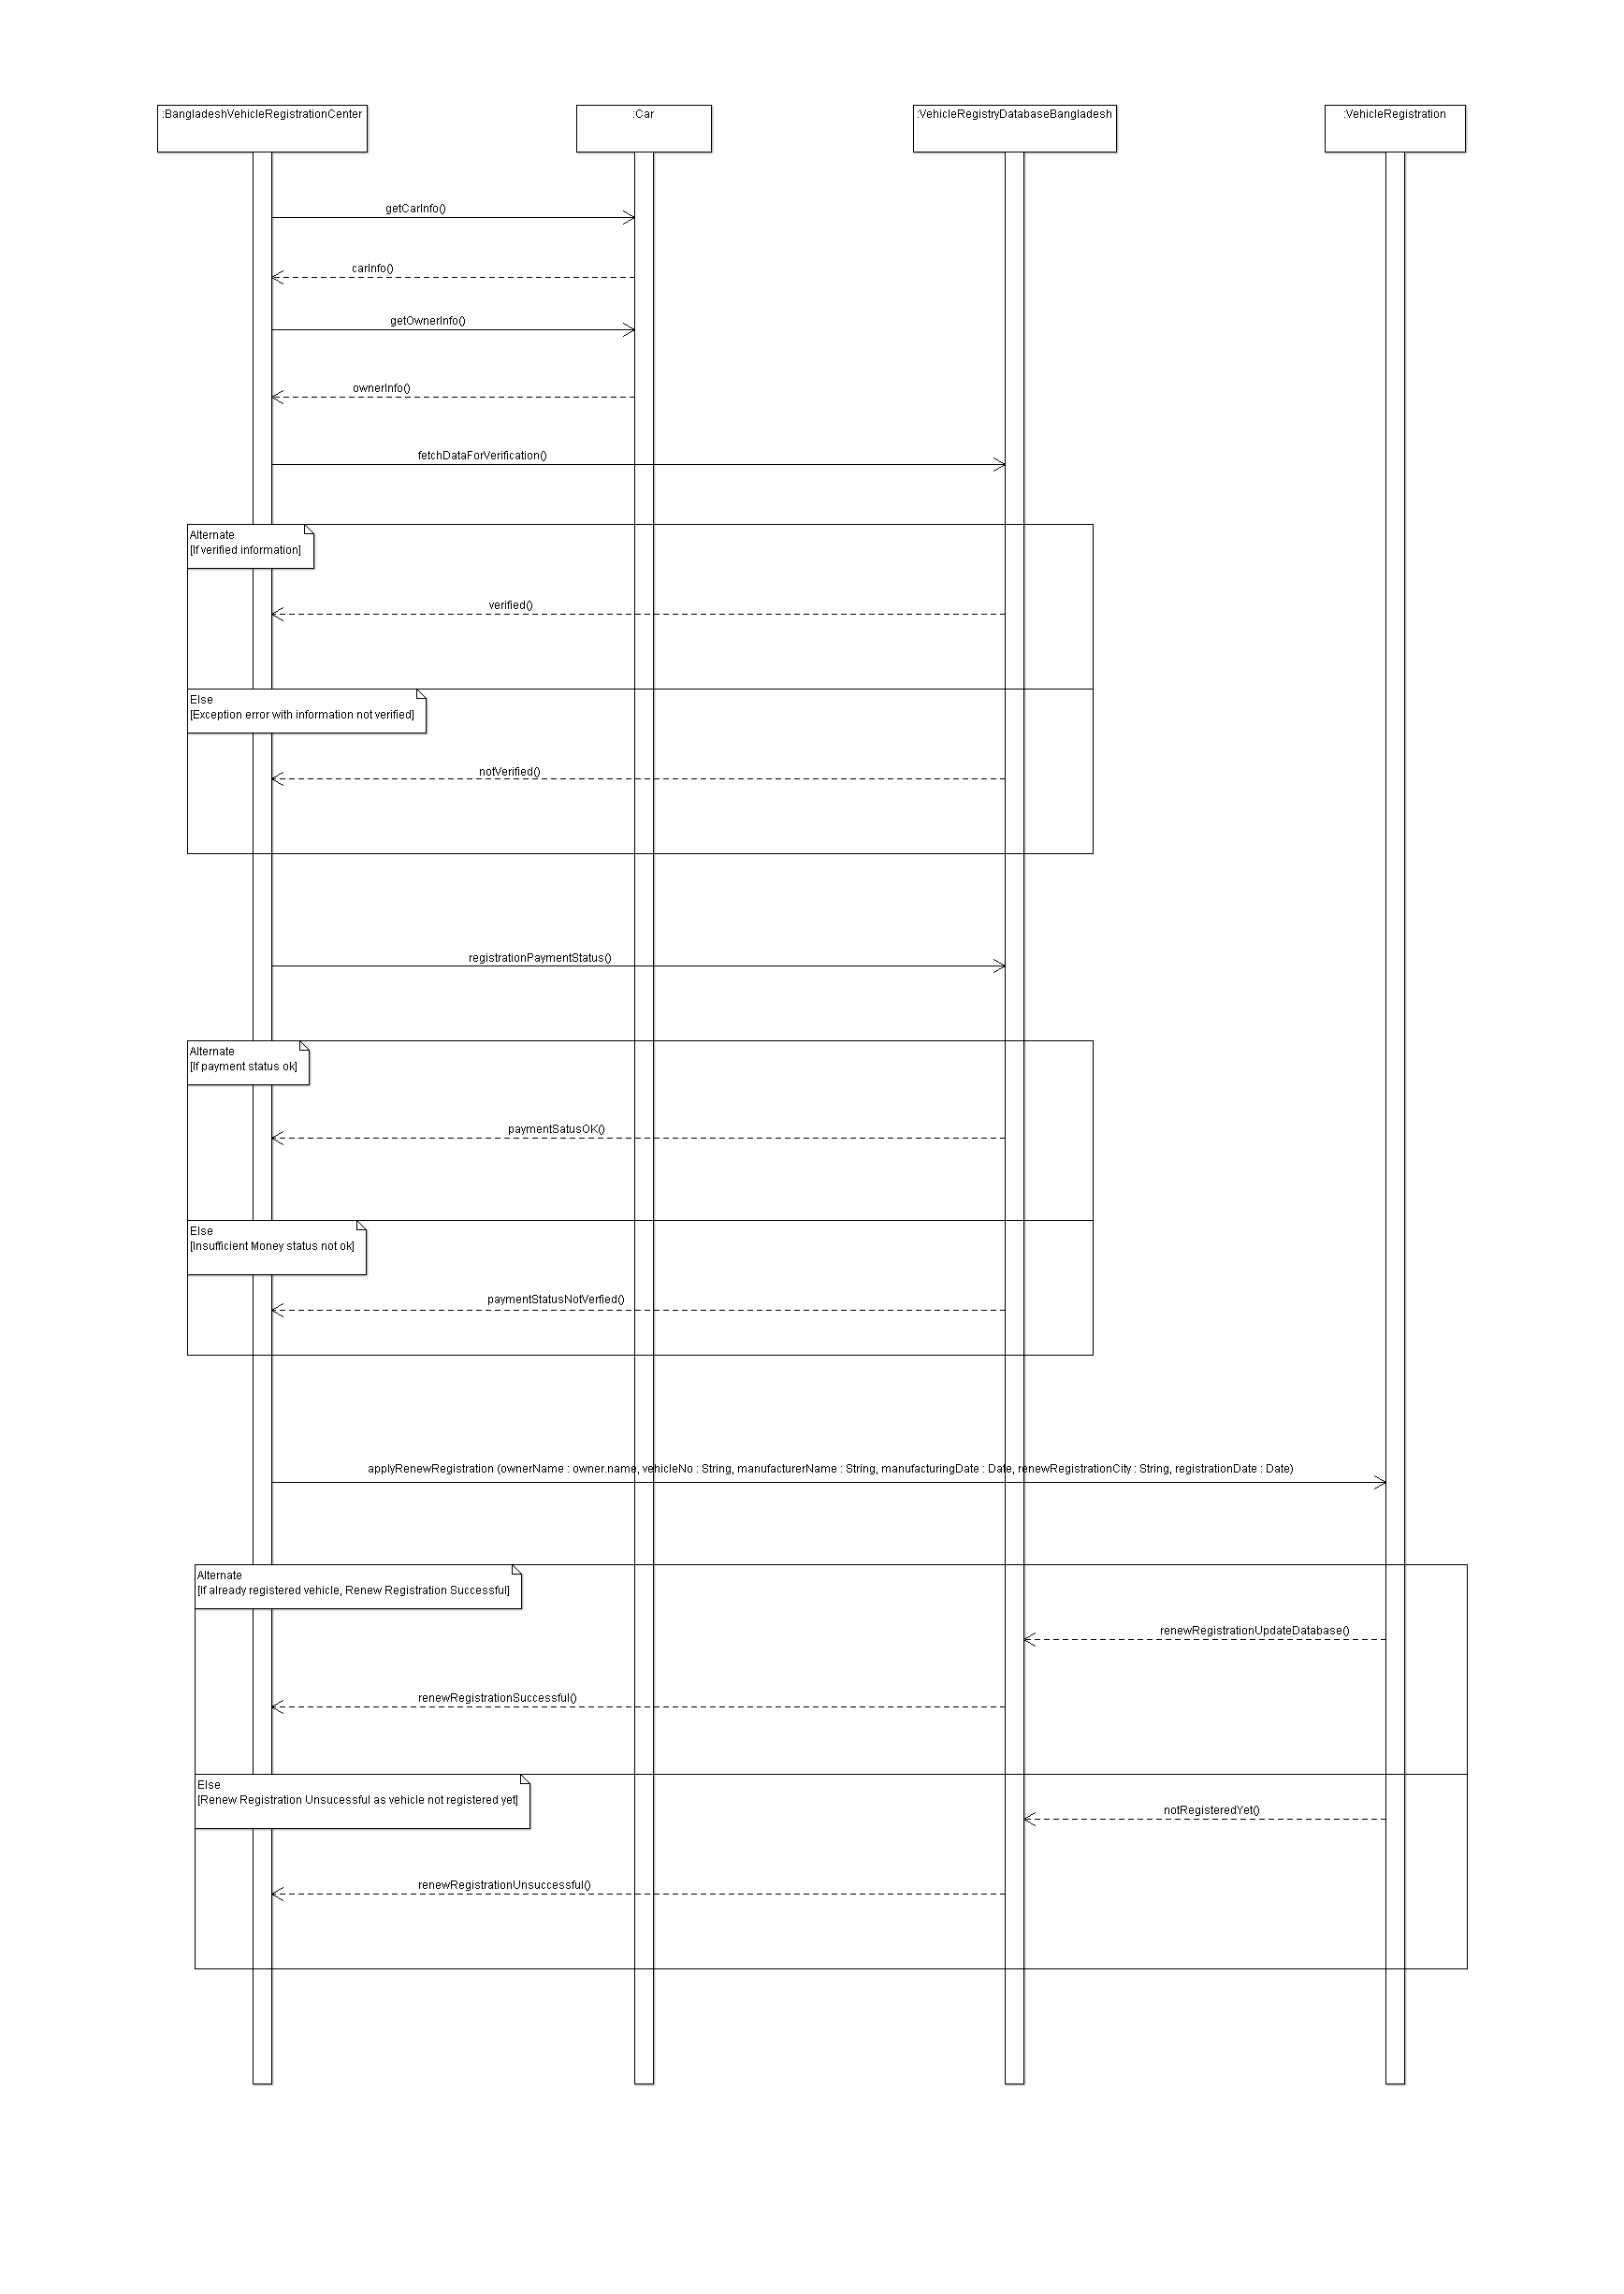 :BangladeshVehicleRegistrationCenter
:Car
:VehicleRegistryDatabaseBangladesh
:VehicleRegistration
getCarInfo()
carInfo()
getOwnerInfo()
ownerInfo()
fetchDataForVerification()
Alternate
[If verified information]
verified()
Else
[Exception error with information not verified]
notVerified()
registrationPaymentStatus()
Alternate
[If payment status ok]
paymentSatusOK()
Else
[Insufficient Money status not ok]
paymentStatusNotVerfied()
applyRenewRegistration (ownerName : owner.name, vehicleNo : String, manufacturerName : String, manufacturingDate : Date, renewRegistrationCity : String, registrationDate : Date)
Alternate
[If already registered vehicle, Renew Registration Successful]
renewRegistrationUpdateDatabase()
renewRegistrationSuccessful()
Else
[Renew Registration Unsucessful as vehicle not registered yet]
notRegisteredYet()
renewRegistrationUnsuccessful()